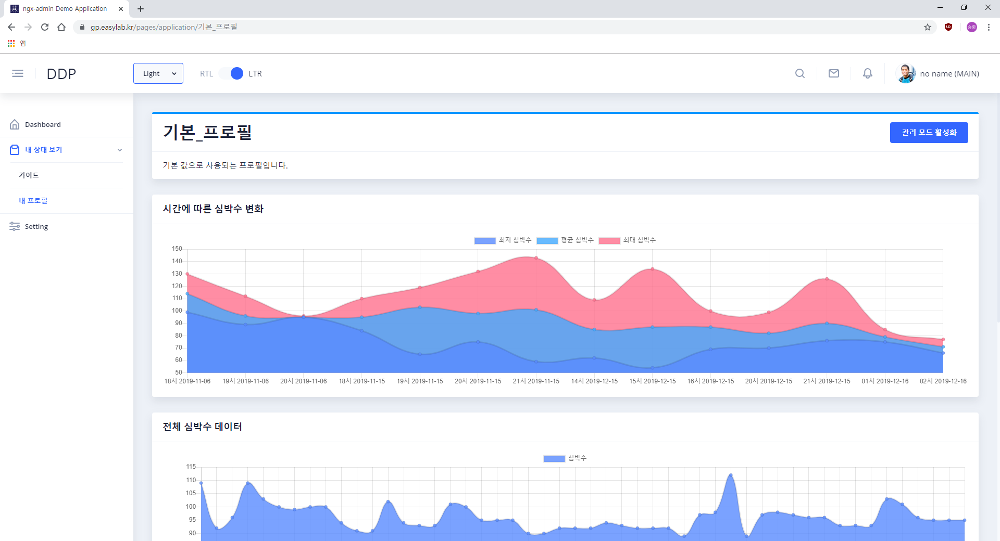 ngx-admin Demo Application
gp.easylab.kr/pages/application/기본_프로필
승화
앱
DDP
Light
RTL
LTR
no name (MAIN)
Dashboard
내 상태 보기
가이드
내 프로필
Setting
기본_프로필
관리 모드 활성화
기본 값으로 사용되는 프로필입니다.
시간에 따른 심박수 변화
최저 심박수 평균 심박수 최대 심박수
150
140
130
120
110
100
90
80
70
60
50
18시 2019-11-06 19시 2019-11-06 20시 2019-11-06 18시 2019-11-15 19시 2019-11-15 20시 2019-11-15 21시 2019-11-15 14시 2019-12-15 15시 2019-12-15 16시 2019-12-15 20시 2019-12-15 21시 2019-12-15 01시 2019-12-16 02시 2019-12-16
전체 심박수 데이터
심박수
115
110
105
100
95
90